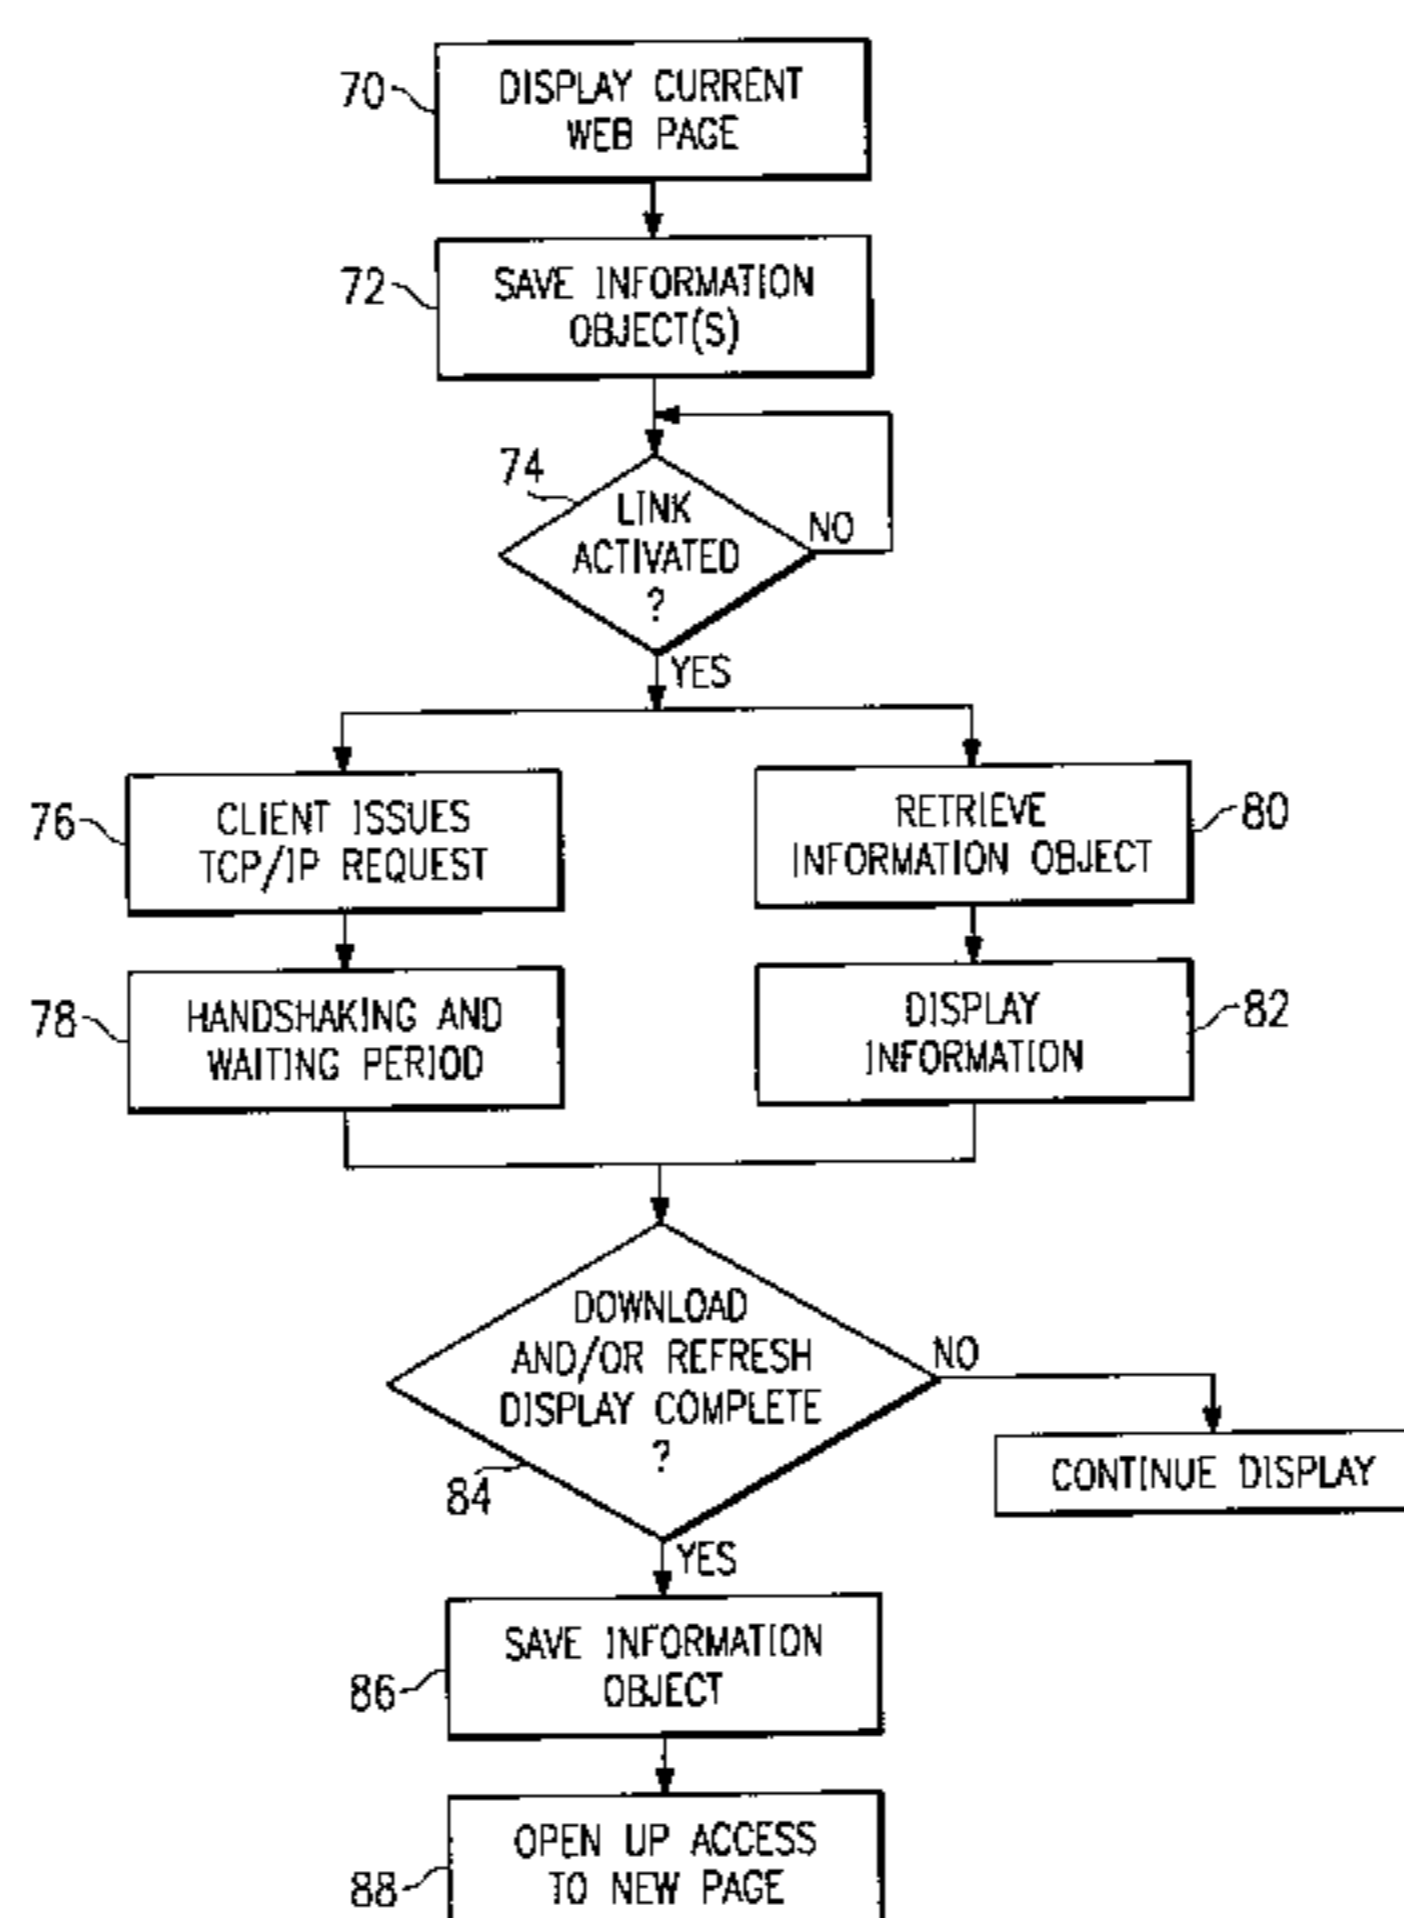 70
DISPLAY CURRENT
WEB PAGE
72
SAVE INFORMATION
OBJECT(S)
74
LINK
ACTIVATED
?
NO
YES
76
CLIENT ISSUES
TCP/IP REQUEST
RETRIEVE
INFORMATION OBJECT
80
78
HANDSHAKING AND
WAITING PERIOD
DISPLAY
INFORMATION
82
DOWNLOAD
AND/OR REFRESH
DISPLAY COMPLETE
?
NO
84
CONTINUE DISPLAY
YES
86
SAVE INFORMATION
OBJECT
88
OPEN UP ACCESS
TO NEW PAGE